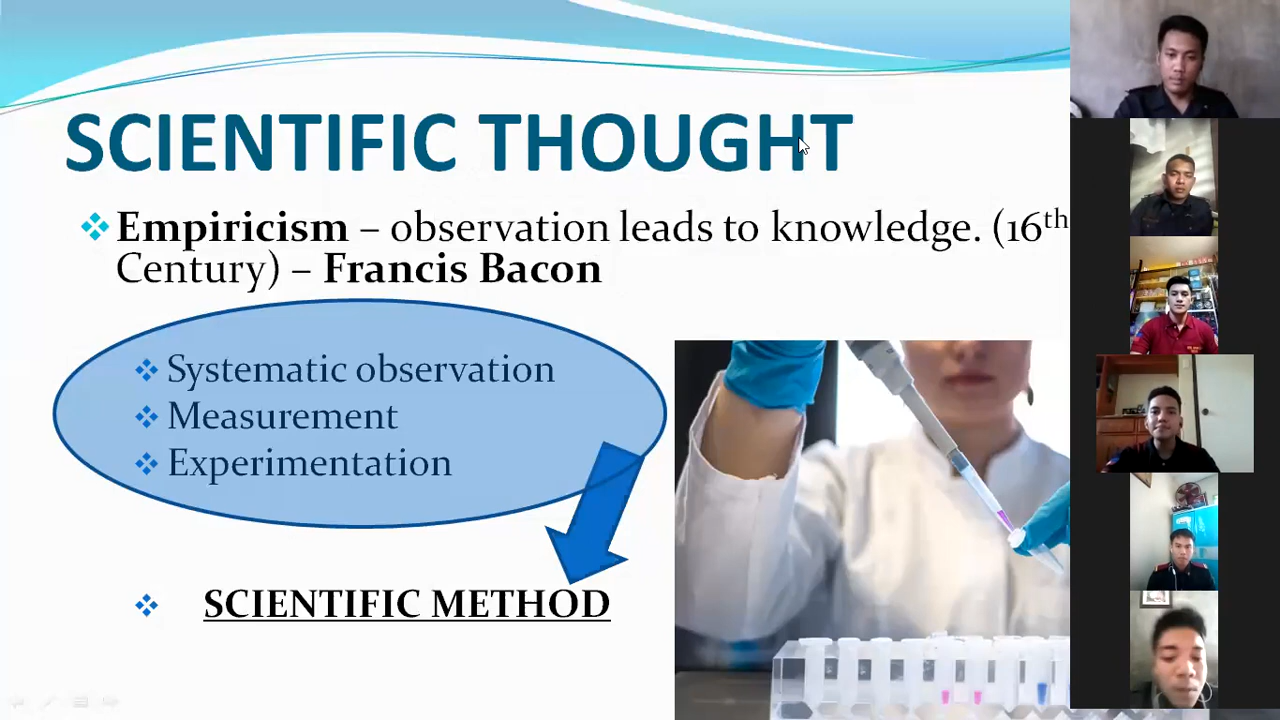 SCIENTIFIC THOUGHT
Empiricism – observation leads to knowledge. (16th
Century) – Francis Bacon
Systematic observation
Measurement
Experimentation
SCIENTIFIC METHOD